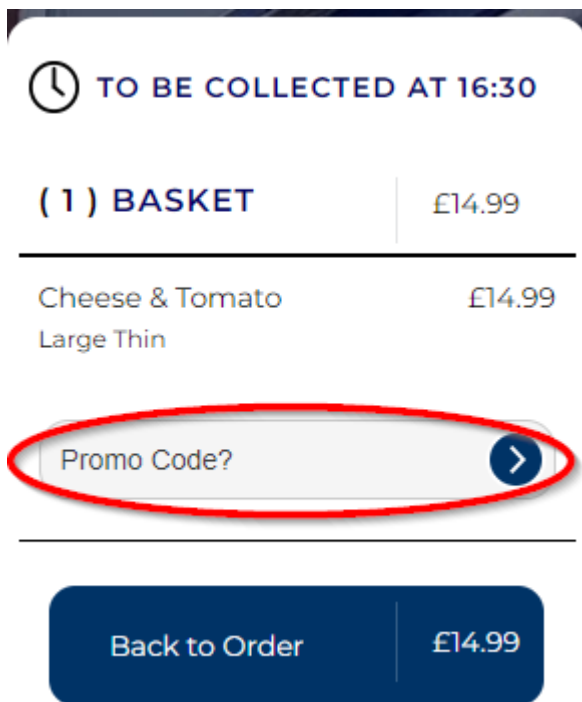 TO BE COLLECTED AT 16:30
( 1 ) BASKET £14.99
Cheese & Tomato £14.99
Large Thin
Promo Code?
Back to Order £14.99